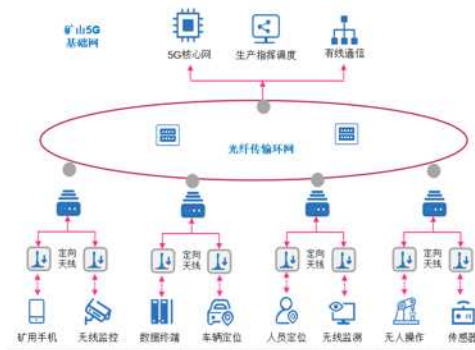 矿山5G
基础网
5G核心网
生产指挥调度
有线通信
光纤传输环网
定向
天线
定向
天线
定向
天线
定向
天线
矿用手机
无线监控
数据终端
车辆定位
人员定位
无线监测
无人操作
传感器